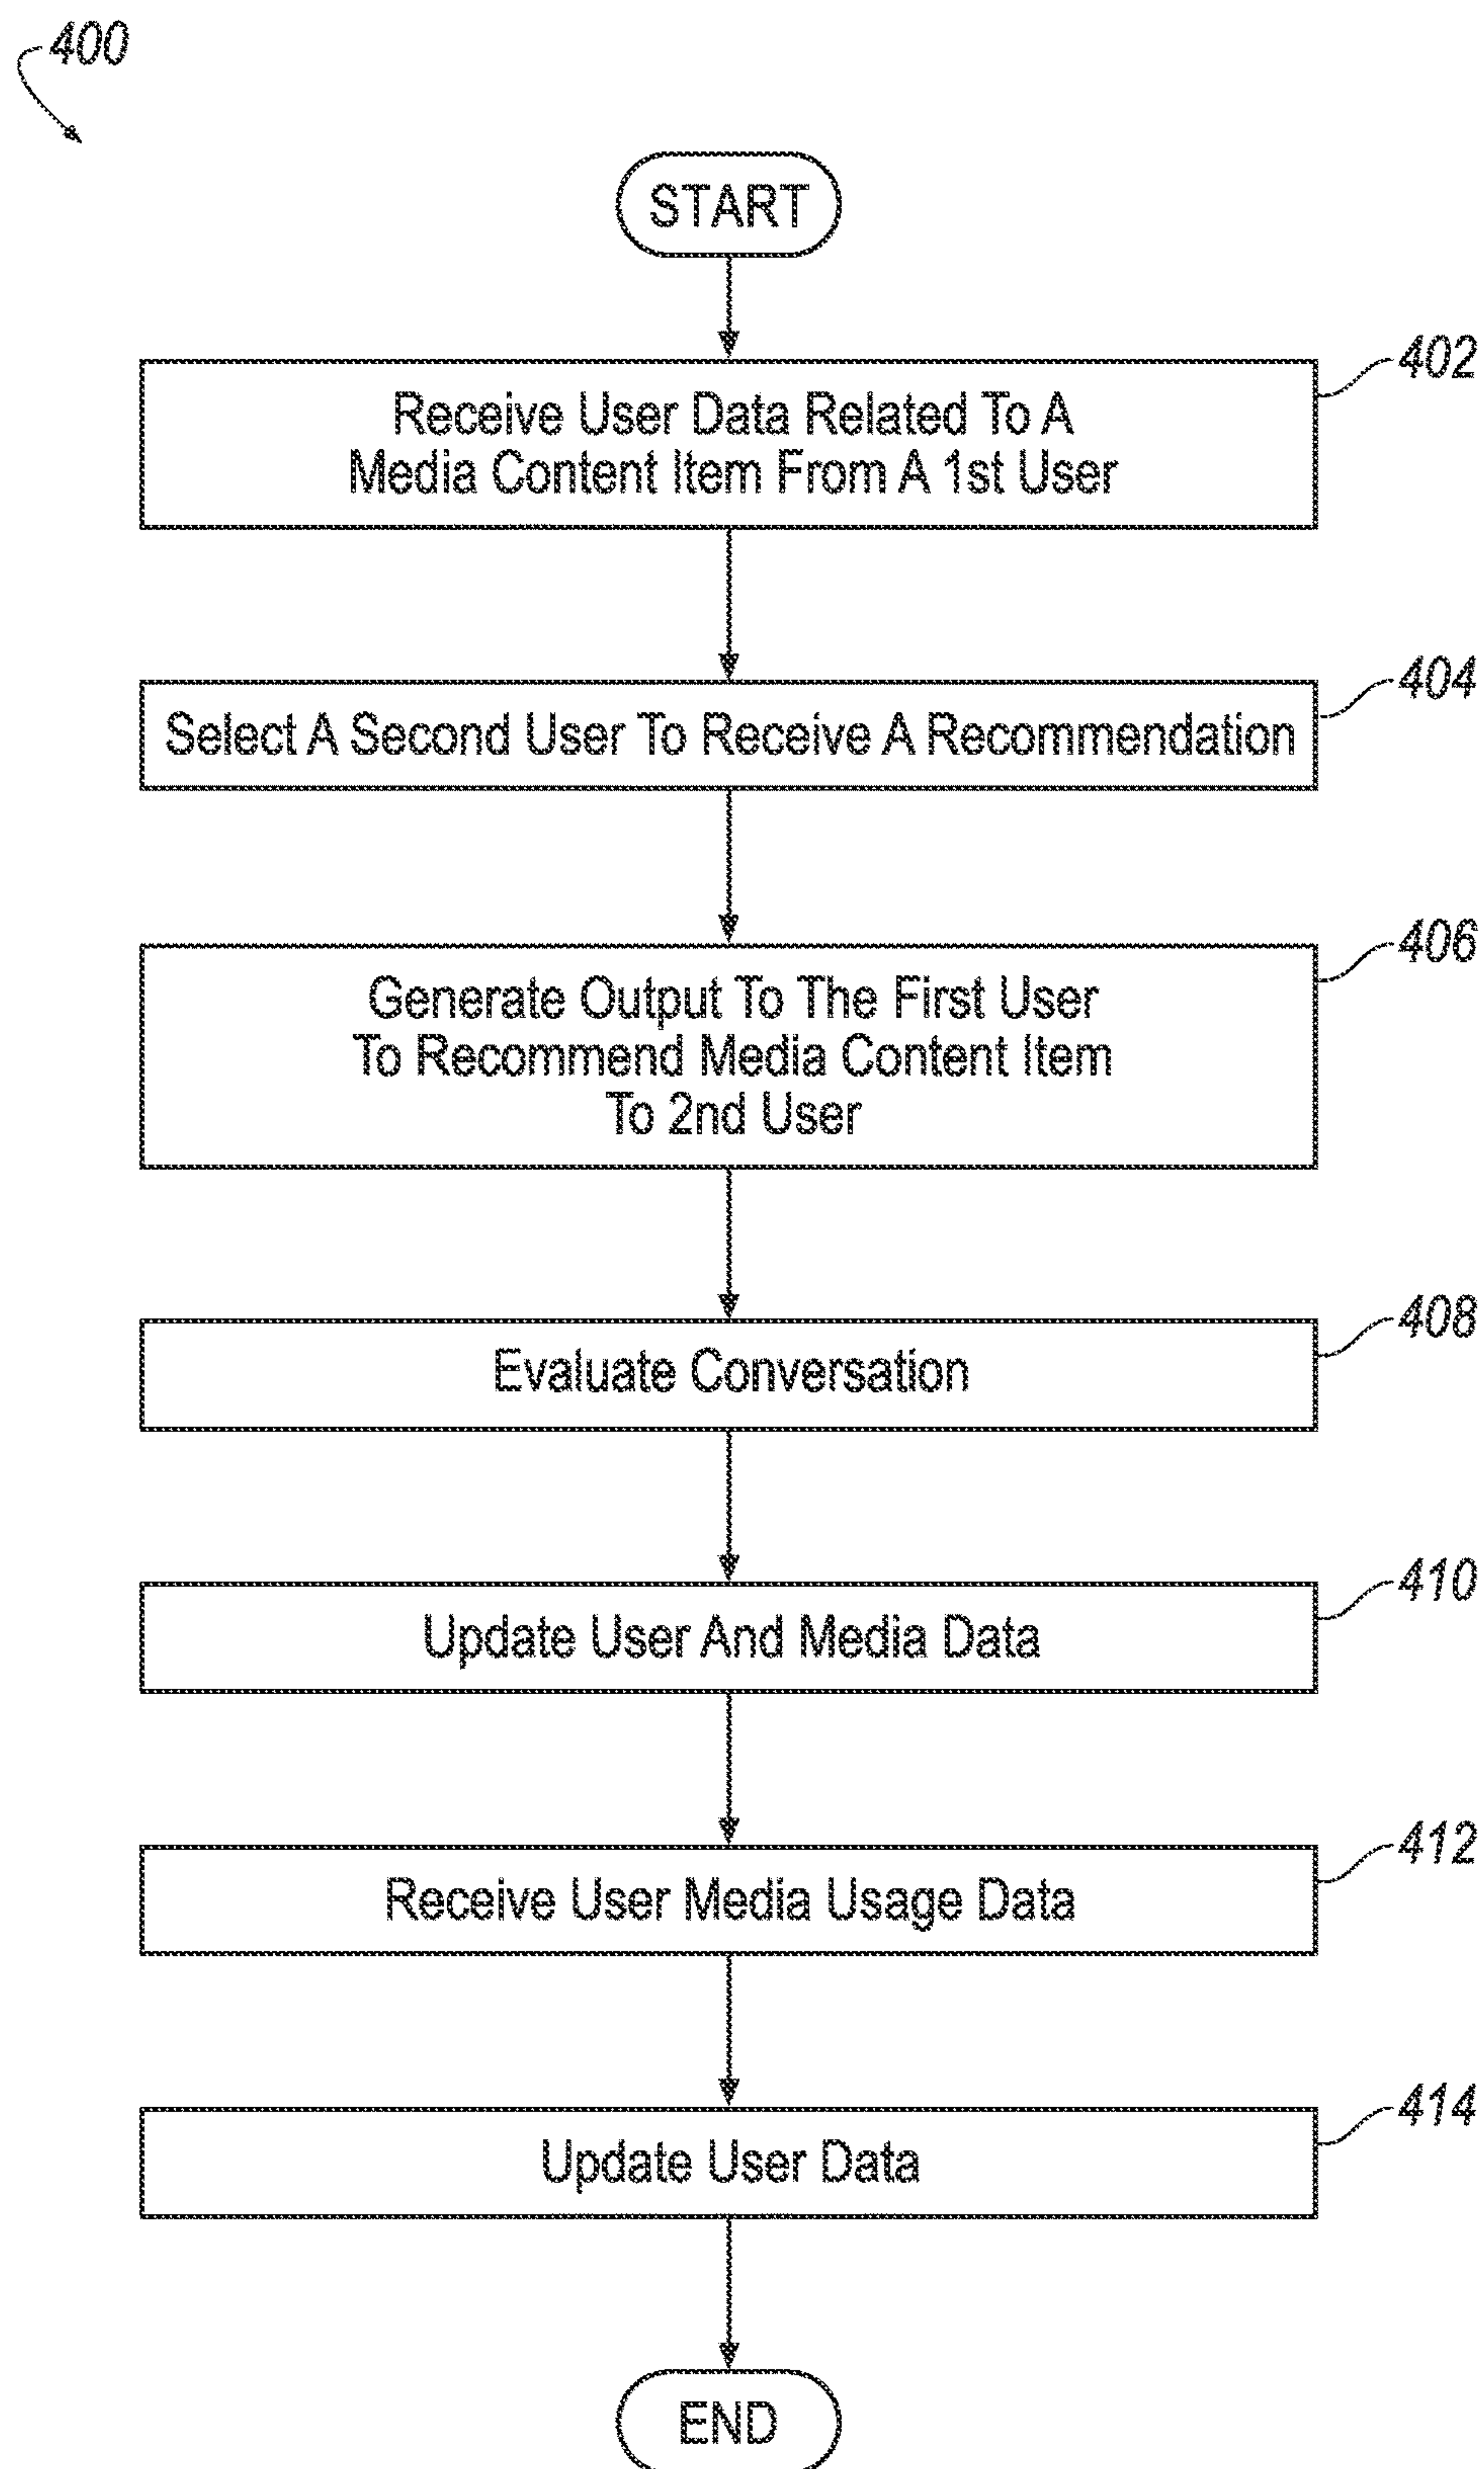 400
START
402
Receive User Data Related To A
Media Content Item From A 1st User
404
Select A Second User To Receive A Recommendation
406
Generate Output To The First User
To Recommend Media Content Item
To 2nd User
408
Evaluate Conversation
410
Update User And Media Data
412
Receive User Media Usage Data
414
Update User Data
END